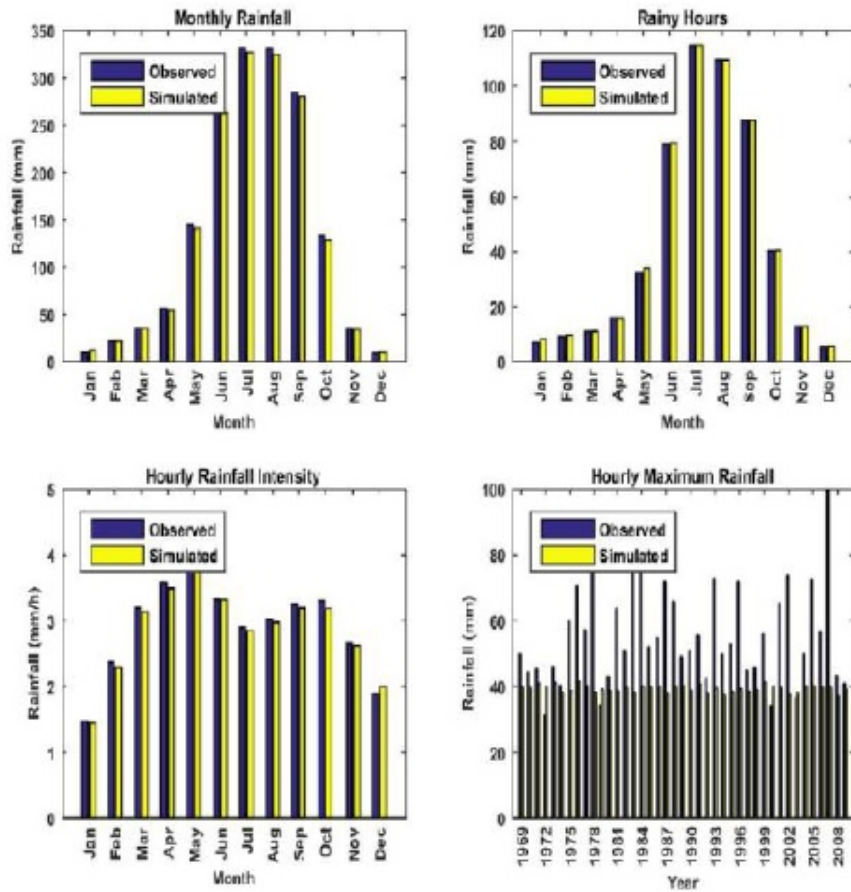 Monthly Rainfall
350
300
250
200
150
100
50
0
Rainfall (mm)
Observed
Simulated
Jan
Feb
Mar
Apr
May
Jun
Jul
Aug
Sep
Oct
Nov
Dec
Month
Rainy Hours
120
100
80
60
40
20
0
Rainfall (mm)
Observed
Simulated
Jan
Feb
Mar
Apr
May
Jun
Jul
Aug
Sep
Oct
Nov
Dec
Month
Hourly Rainfall Intensity
5
4
3
2
1
0
Rainfall (mm/h)
Observed
Simulated
Jan
Feb
Mar
Apr
May
Jun
Jul
Aug
Sep
Oct
Nov
Dec
Month
Hourly Maximum Rainfall
100
80
60
40
20
0
Rainfall (mm)
Observed
Simulated
1969
1972
1975
1978
1981
1984
1987
1990
1993
1996
1999
2002
2005
2008
Year